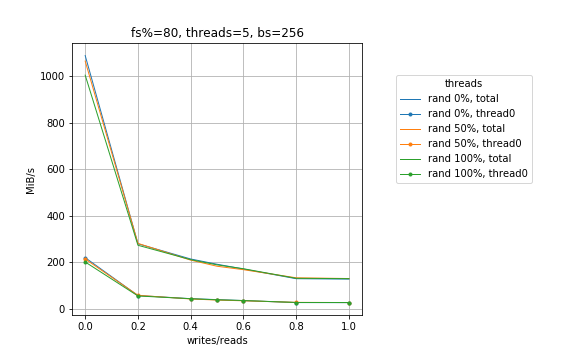 fs%=80, threads=5, bs=256
MiB/s
1000
800
600
400
200
0
0.0 0.2 0.4 0.6 0.8 1.0
writes/reads
threads
rand 0%, total
rand 0%, thread0
rand 50%, total
rand 50%, thread0
rand 100%, total
rand 100%, thread0